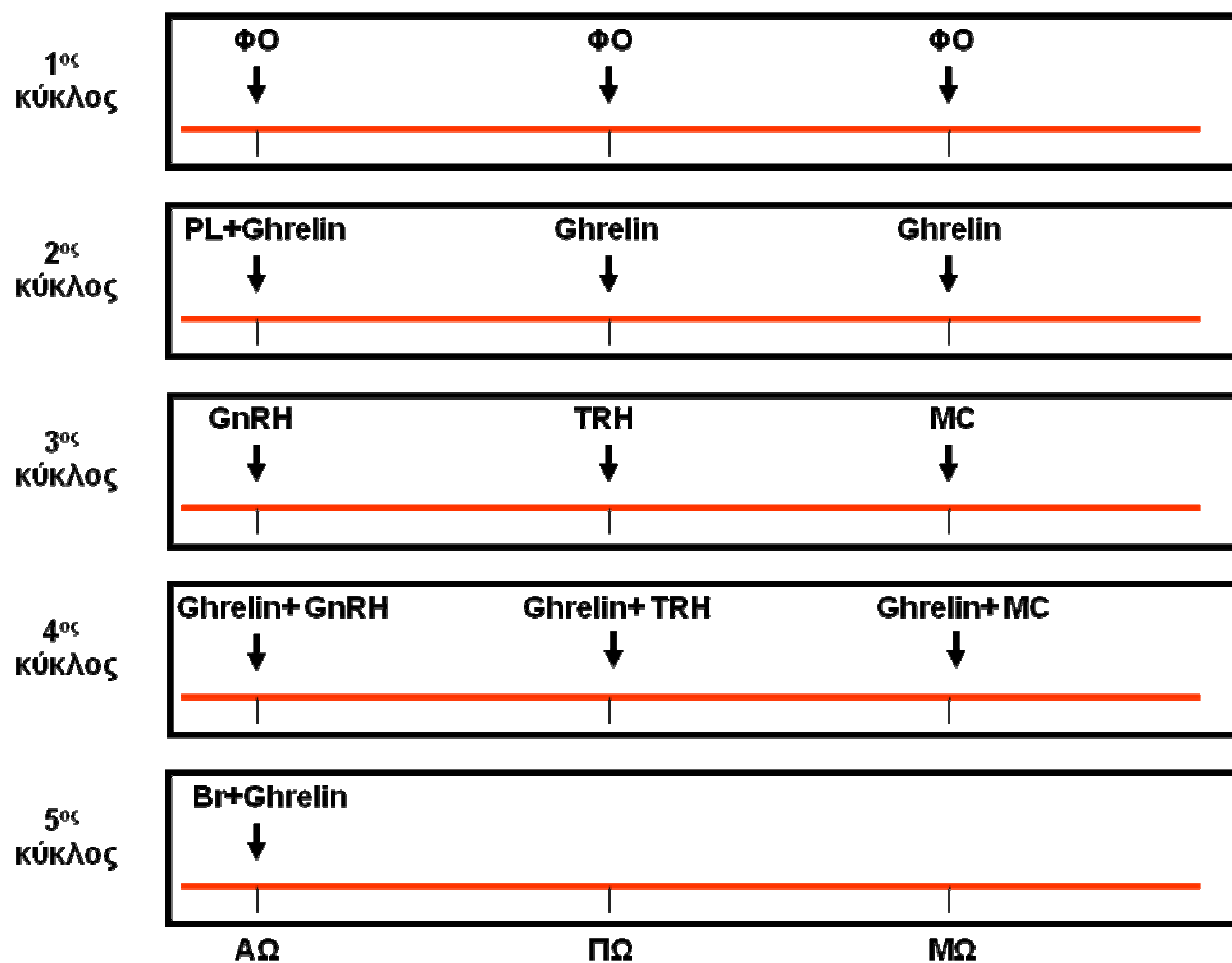 1ος κύκλος
ΦΟ ΦΟ ΦΟ
2ος κύκλος
PL+Ghrelin Ghrelin Ghrelin
3ος κύκλος
GnRH TRH MC
4ος κύκλος
Ghrelin+ GnRH Ghrelin+ TRH Ghrelin+ MC
5ος κύκλος
Br+Ghrelin
ΑΩ ΠΩ ΜΩ